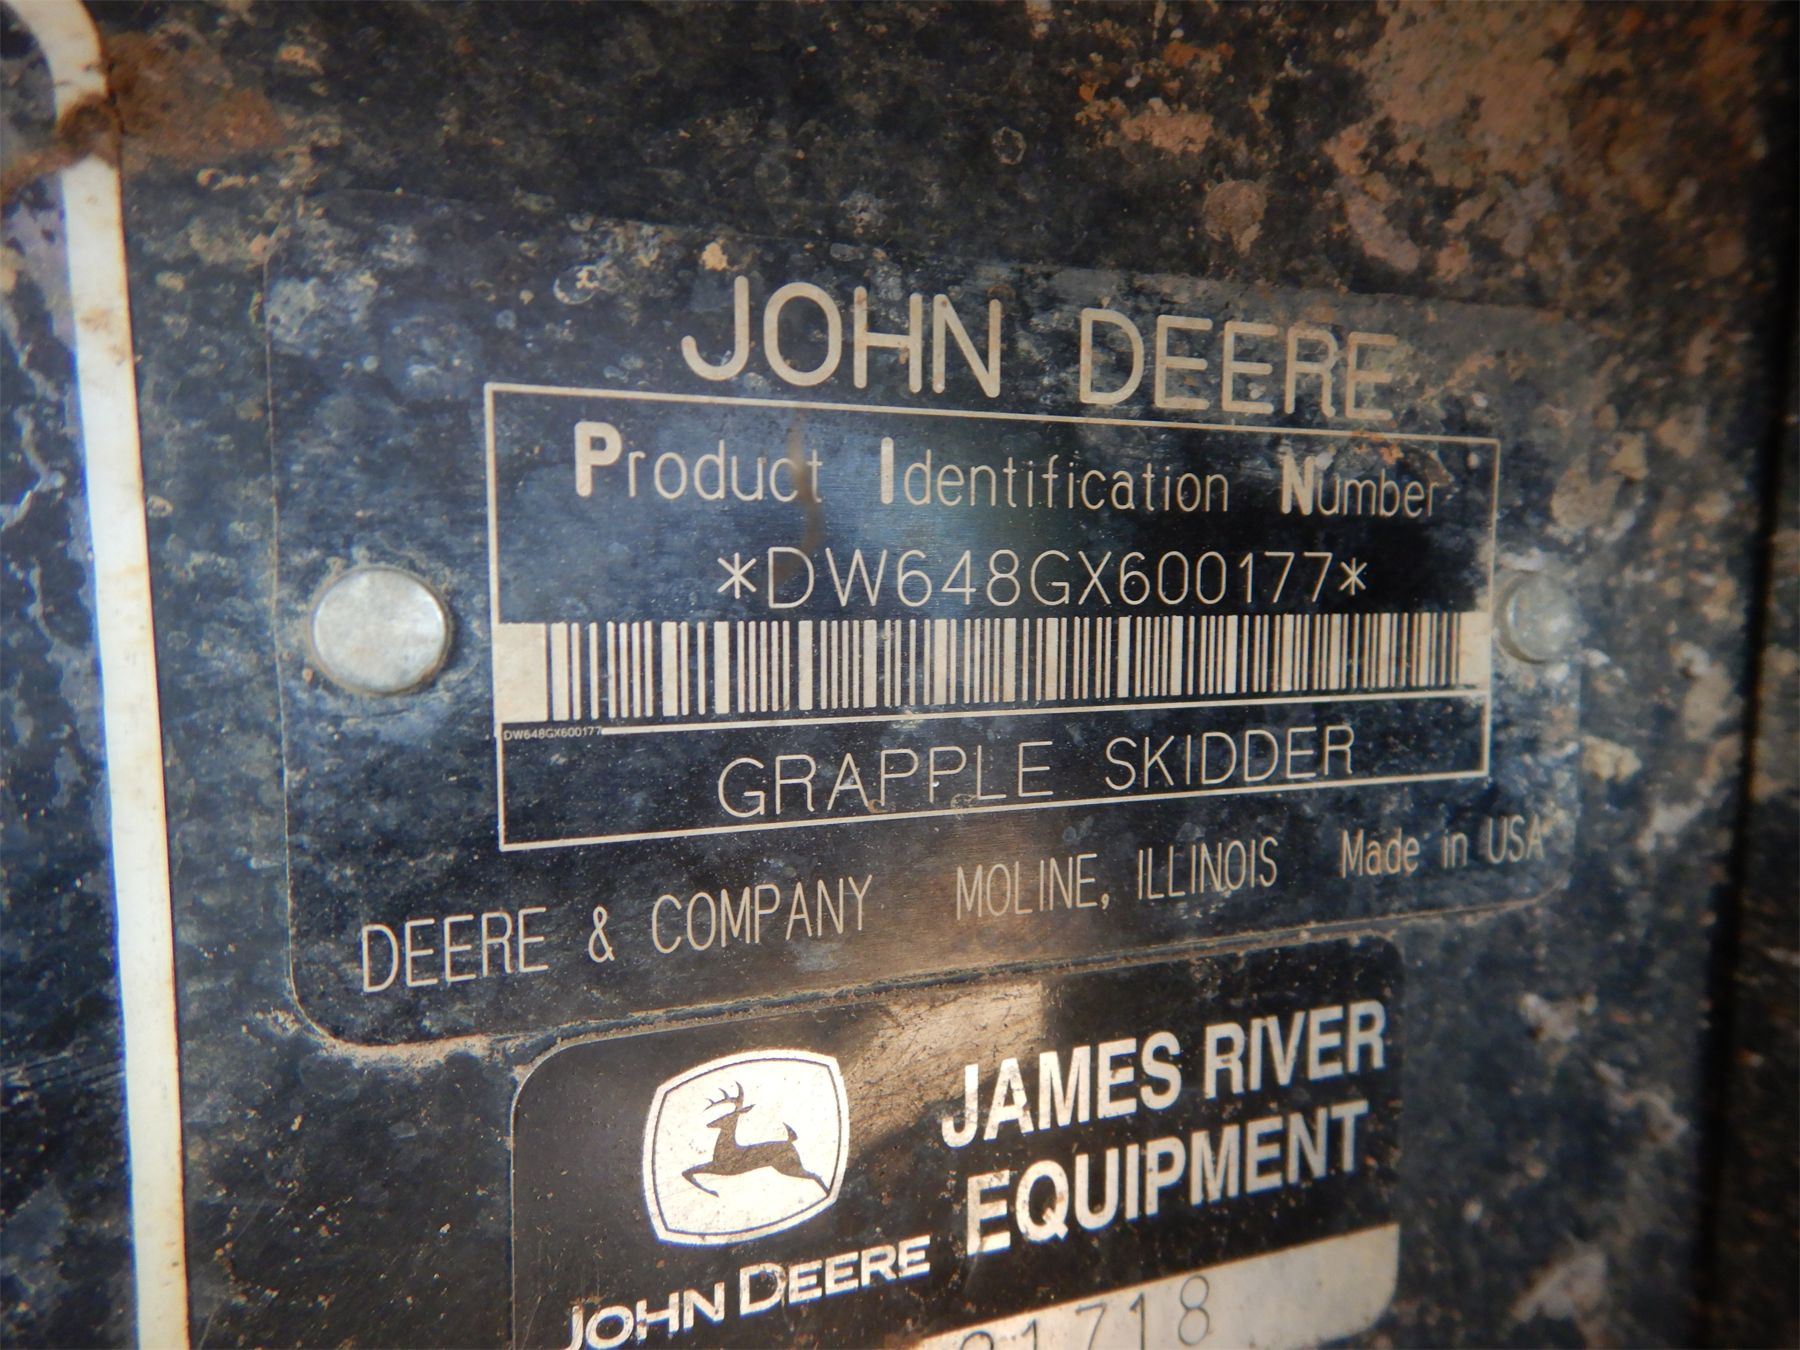 JOHN DEERE
Product Identification Number
*DW648GX600177*
DW648GX600177
GRAPPLE SKIDDER
DEERE & COMPANY MOLINE, ILLINOIS Made in USA
JAMES RIVER
EQUIPMENT
JOHN DEERE